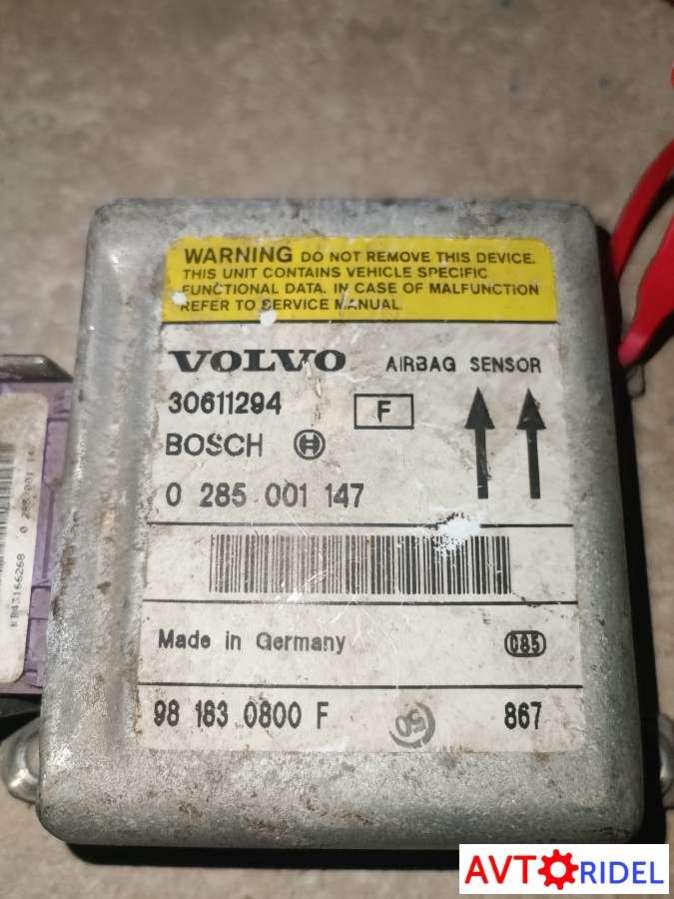 WARNING DO NOT REMOVE THIS DEVICE.
THIS UNIT CONTAINS VEHICLE SPECIFIC
FUNCTIONAL DATA. IN CASE OF MALFUNCTION
REFER TO SERVICE MANUAL.
VOLVO AIRBAG SENSOR
30611294 F
BOSCH
0 285 001 147
Made in Germany 085
98 183 0800 F 50 867
AVTORIDEL